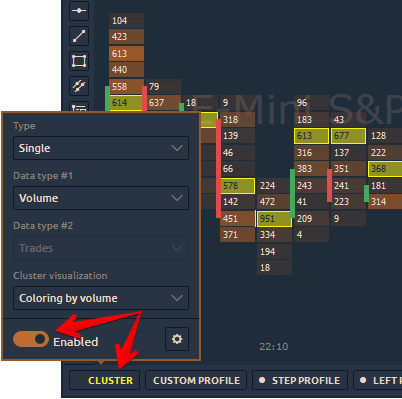 104
423
613
440
558 79
614 637 18 9 96
E-Mini S&P
318 183 43
139 613 677 128
46 316 137 222
66 383 351 368
578 224 243 241 181
142 472 41 223 314
451 951 209 9
371 334 4
194
18
22:10
Type
Single
Data type #1
Volume
Data type #2
Trades
Cluster visualization
Coloring by volume
Enabled
CLUSTER CUSTOM PROFILE STEP PROFILE LEFT P